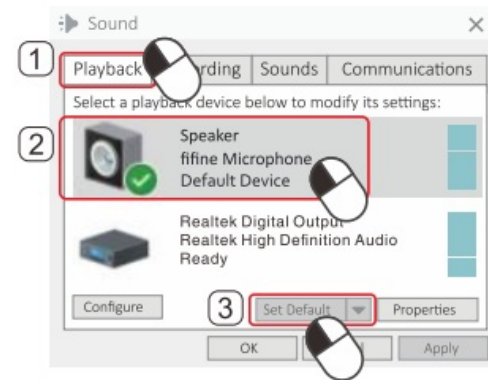 Sound
1
Playback Recording Sounds Communications
Select a playback device below to modify its settings:
2
Speaker
fifine Microphone
Default Device
Realtek Digital Output
Realtek High Definition Audio
Ready
Configure
3
Set Default
Properties
OK
Apply